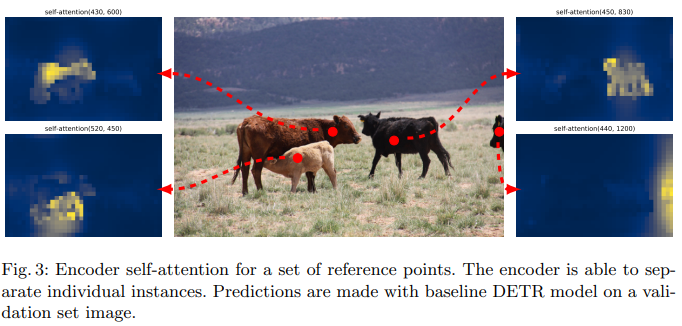 self-attention(430, 600)
self-attention(450, 830)
self-attention(520, 450)
self-attention(440, 1200)
Fig. 3: Encoder self-attention for a set of reference points. The encoder is able to sep-
arate individual instances. Predictions are made with baseline DETR model on a vali-
dation set image.